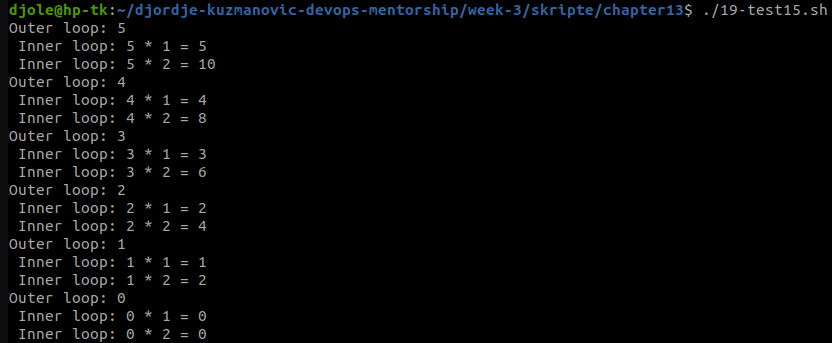 djole@hp-tk:~/djordje-kuzmanovic-devops-mentorship/week-3/skripte/chapter13$ ./19-test15.sh
Outer loop: 5
 Inner loop: 5 * 1 = 5
 Inner loop: 5 * 2 = 10
Outer loop: 4
 Inner loop: 4 * 1 = 4
 Inner loop: 4 * 2 = 8
Outer loop: 3
 Inner loop: 3 * 1 = 3
 Inner loop: 3 * 2 = 6
Outer loop: 2
 Inner loop: 2 * 1 = 2
 Inner loop: 2 * 2 = 4
Outer loop: 1
 Inner loop: 1 * 1 = 1
 Inner loop: 1 * 2 = 2
Outer loop: 0
 Inner loop: 0 * 1 = 0
 Inner loop: 0 * 2 = 0